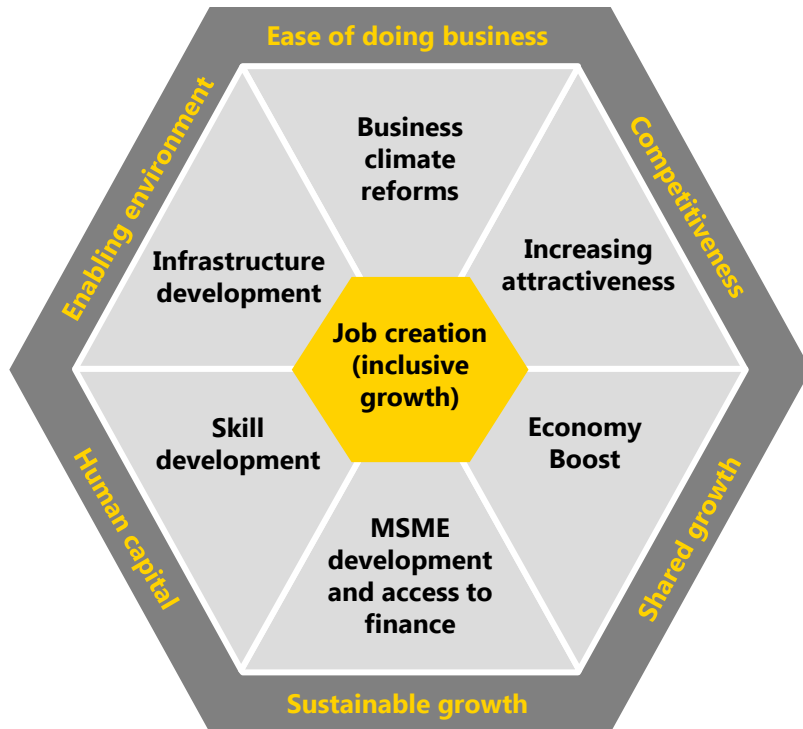 Ease of doing business
Enabling environment
Competitiveness
Business
climate
reforms
Infrastructure
development
Increasing
attractiveness
Job creation
(inclusive
growth)
Skill
development
Economy
Boost
MSME
development
and access to
finance
Human capital
Shared growth
Sustainable growth